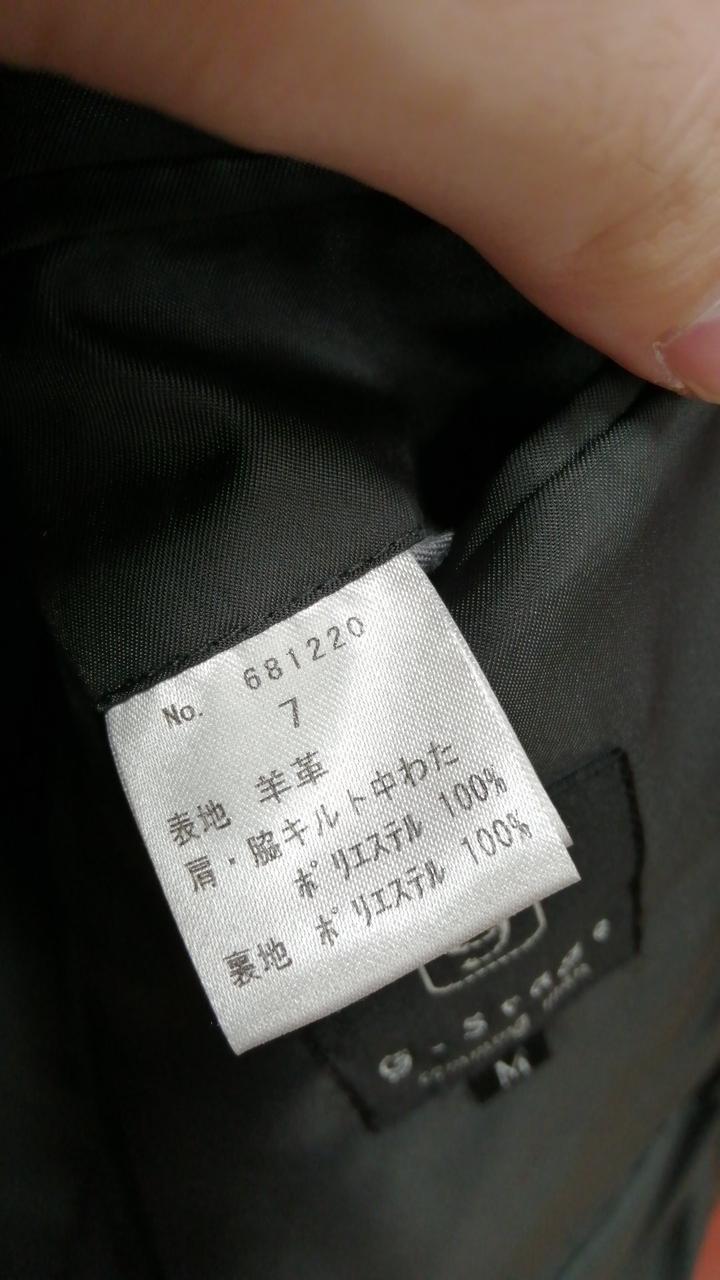 No. 681220
7
表地 羊革
肩・脇キルト中わた
ポリエステル 100%
裏地 ポリエステル 100%
M